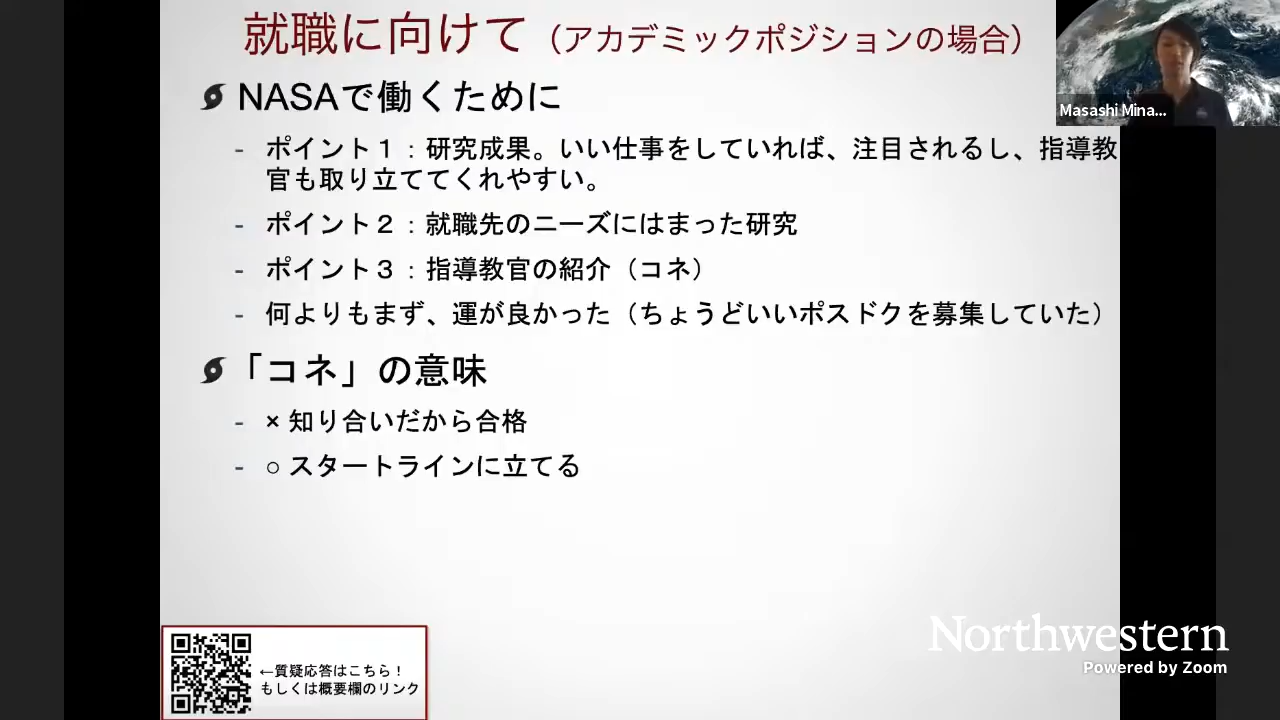 就職に向けて（アカデミックポジションの場合）
Masashi Mina...
NASAで働くために
- ポイント１：研究成果。いい仕事をしていれば、注目されるし、指導教
官も取り立ててくれやすい。
- ポイント２：就職先のニーズにはまった研究
- ポイント３：指導教官の紹介（コネ）
- 何よりもまず、運が良かった（ちょうどいいポスドクを募集していた）
「コネ」の意味
- × 知り合いだから合格
- ○ スタートラインに立てる
←質疑応答はこちら！
もしくは概要欄のリンク
Northwestern
Powered by Zoom